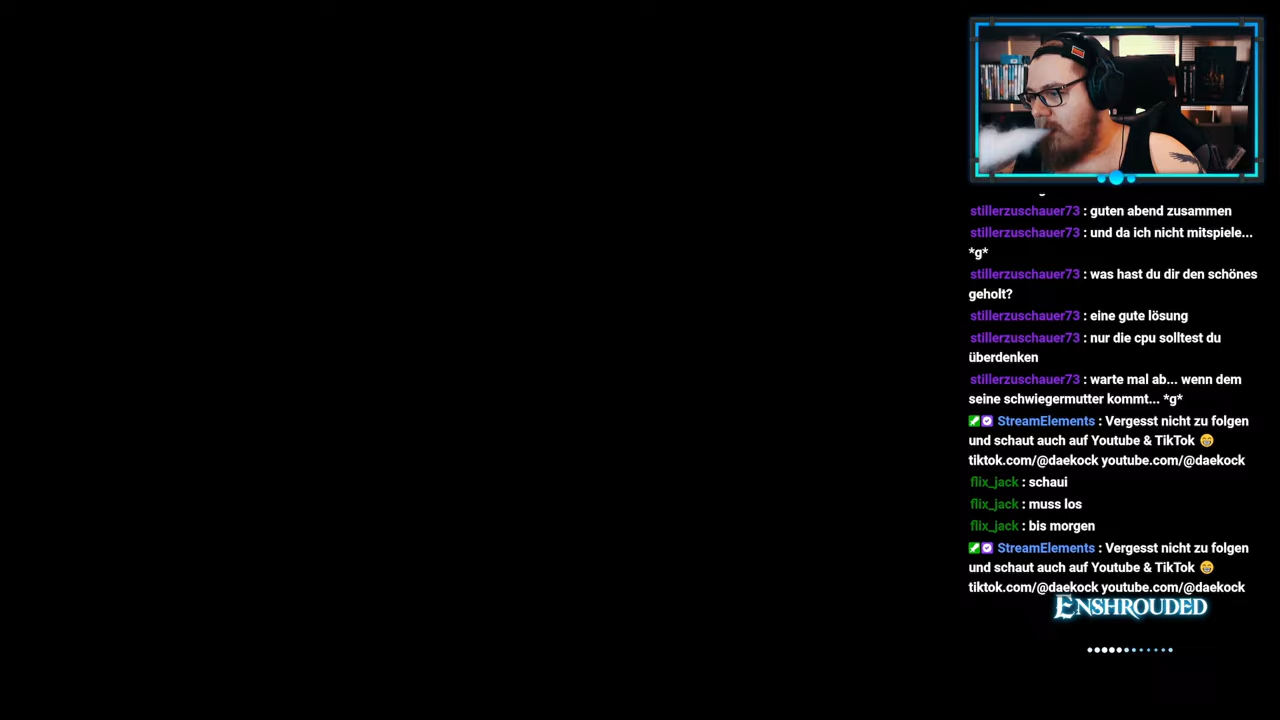 stillerzuschauer73 : guten abend zusammen
stillerzuschauer73 : und da ich nicht mitspiele...
*g*
stillerzuschauer73 : was hast du dir den schönes
geholt?
stillerzuschauer73 : eine gute lösung
stillerzuschauer73 : nur die cpu solltest du
überdenken
stillerzuschauer73 : warte mal ab... wenn dem
seine schwiegermutter kommt... *g*
StreamElements : Vergesst nicht zu folgen
und schaut auch auf Youtube & TikTok 😁
tiktok.com/@daekock youtube.com/@daekock
flix_jack : schaui
flix_jack : muss los
flix_jack : bis morgen
StreamElements : Vergesst nicht zu folgen
und schaut auch auf Youtube & TikTok 😁
tiktok.com/@daekock youtube.com/@daekock
ENSHROUDED